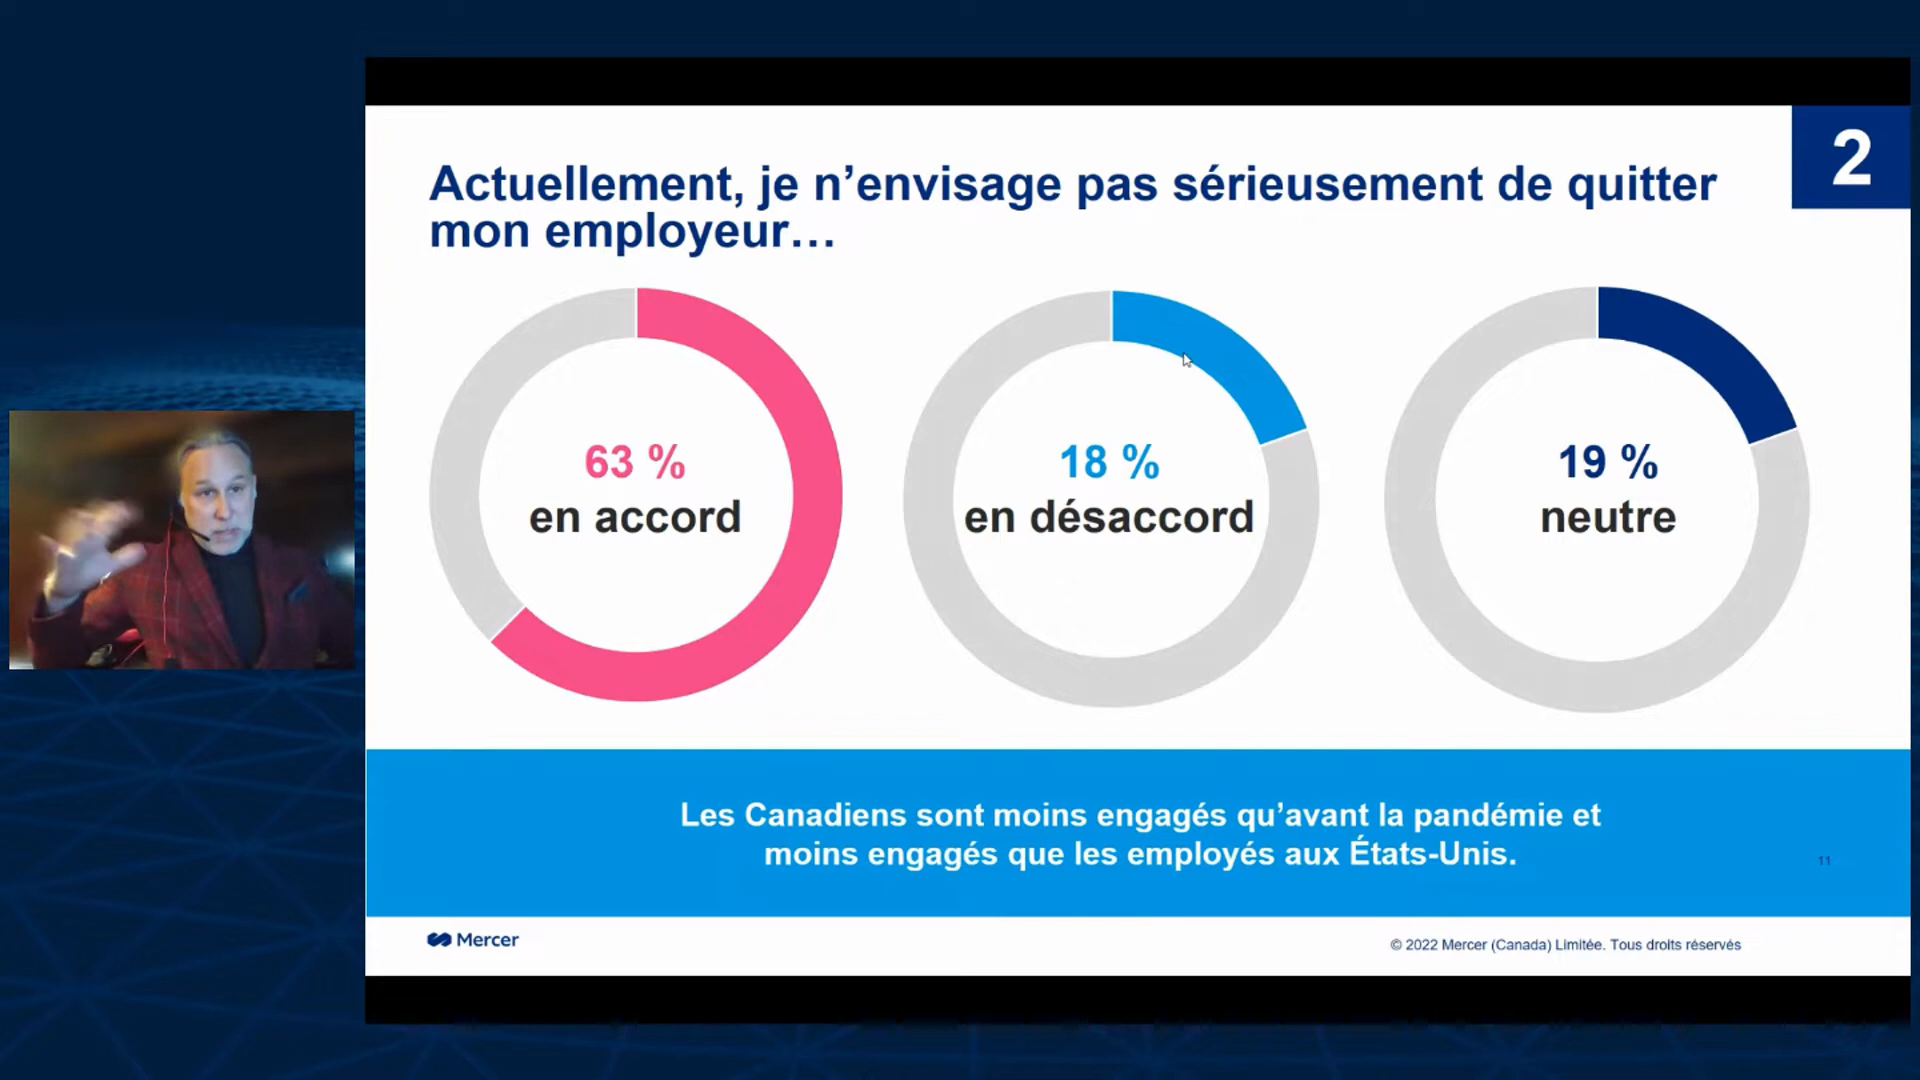 2
Actuellement, je n’envisage pas sérieusement de quitter
mon employeur…
63 %
en accord
18 %
en désaccord
19 %
neutre
Les Canadiens sont moins engagés qu’avant la pandémie et
moins engagés que les employés aux États-Unis.
11
Mercer
© 2022 Mercer (Canada) Limitée. Tous droits réservés